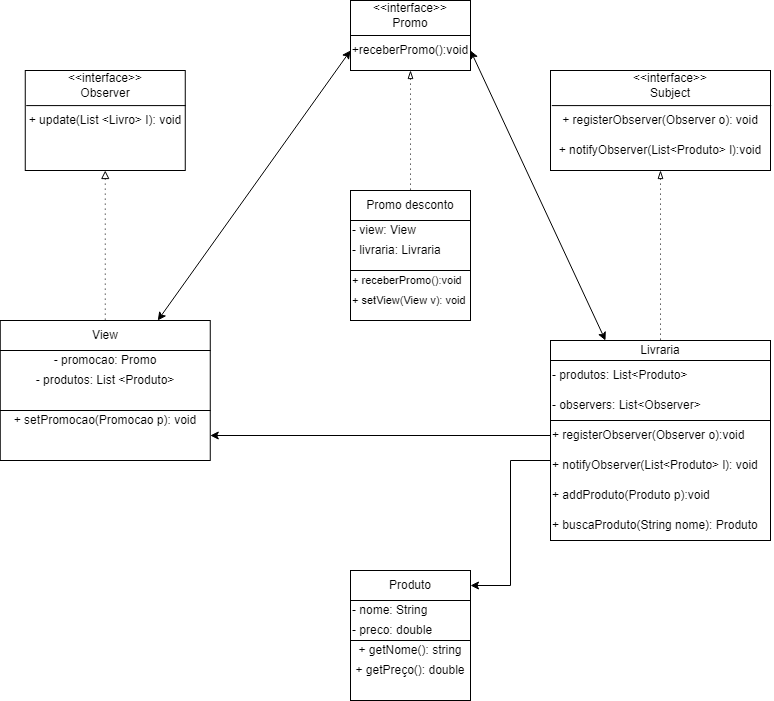 <<interface>>
Promo
+receberPromo():void
<<interface>>
Observer
+ update(List <Livro> l): void
<<interface>>
Subject
+ registerObserver(Observer o): void
+ notifyObserver(List<Produto> l):void
Promo desconto
- view: View
- livraria: Livraria
+ receberPromo():void
+ setView(View v): void
View
- promocao: Promo
- produtos: List <Produto>
+ setPromocao(Promocao p): void
Livraria
- produtos: List<Produto>
- observers: List<Observer>
+ registerObserver(Observer o):void
+ notifyObserver(List<Produto> l): void
+ addProduto(Produto p):void
+ buscaProduto(String nome): Produto
Produto
- nome: String
- preco: double
+ getNome(): string
+ getPreço(): double